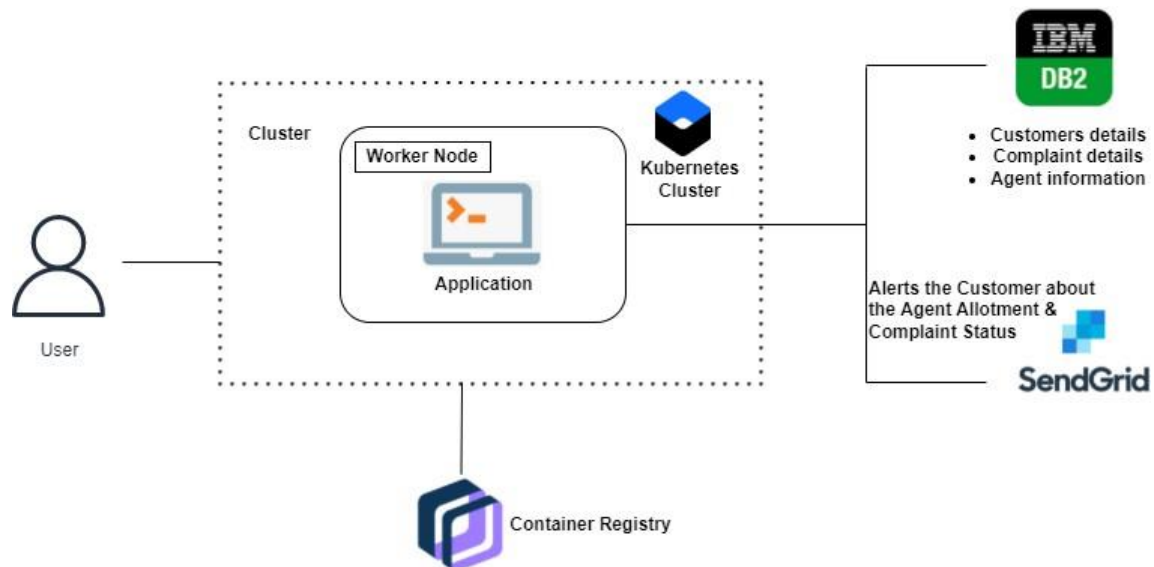 IBM
DB2
• Customers details
• Complaint details
• Agent information
Cluster
Worker Node
Kubernetes
Cluster
Application
User
Alerts the Customer about
the Agent Allotment &
Complaint Status
SendGrid
Container Registry